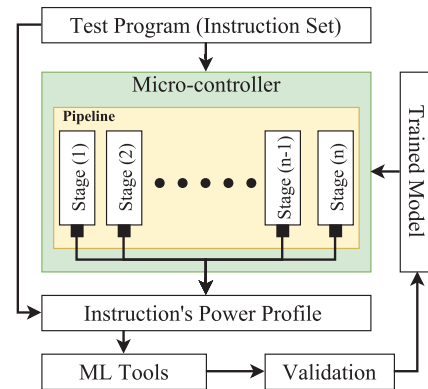 Test Program (Instruction Set)
Micro-controller
Pipeline
Stage (1)
Stage (2)
Stage (n-1)
Stage (n)
Trained Model
Instruction's Power Profile
ML Tools
Validation